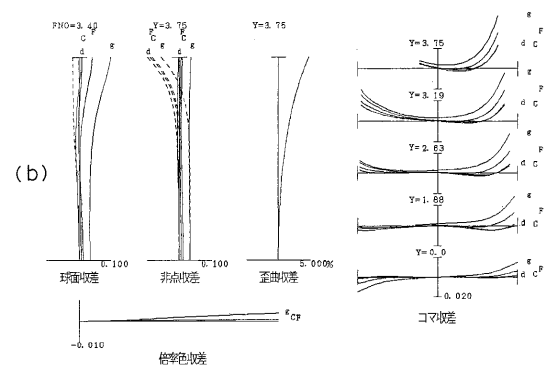 (b)
FNO=3.40
F
C
d
g
0.100
球面収差
Y=3.75
F F
C C
d d g
0.100
非点収差
Y=3.75
5.000%
歪曲収差
g
F
d C
Y=3.75
g
F
d C
Y=3.19
g
F
d C
Y=2.63
g
F
d C
Y=1.88
g
F
d C
Y=0.0
0.020
コマ収差
g
CF
-0.010
倍率色収差